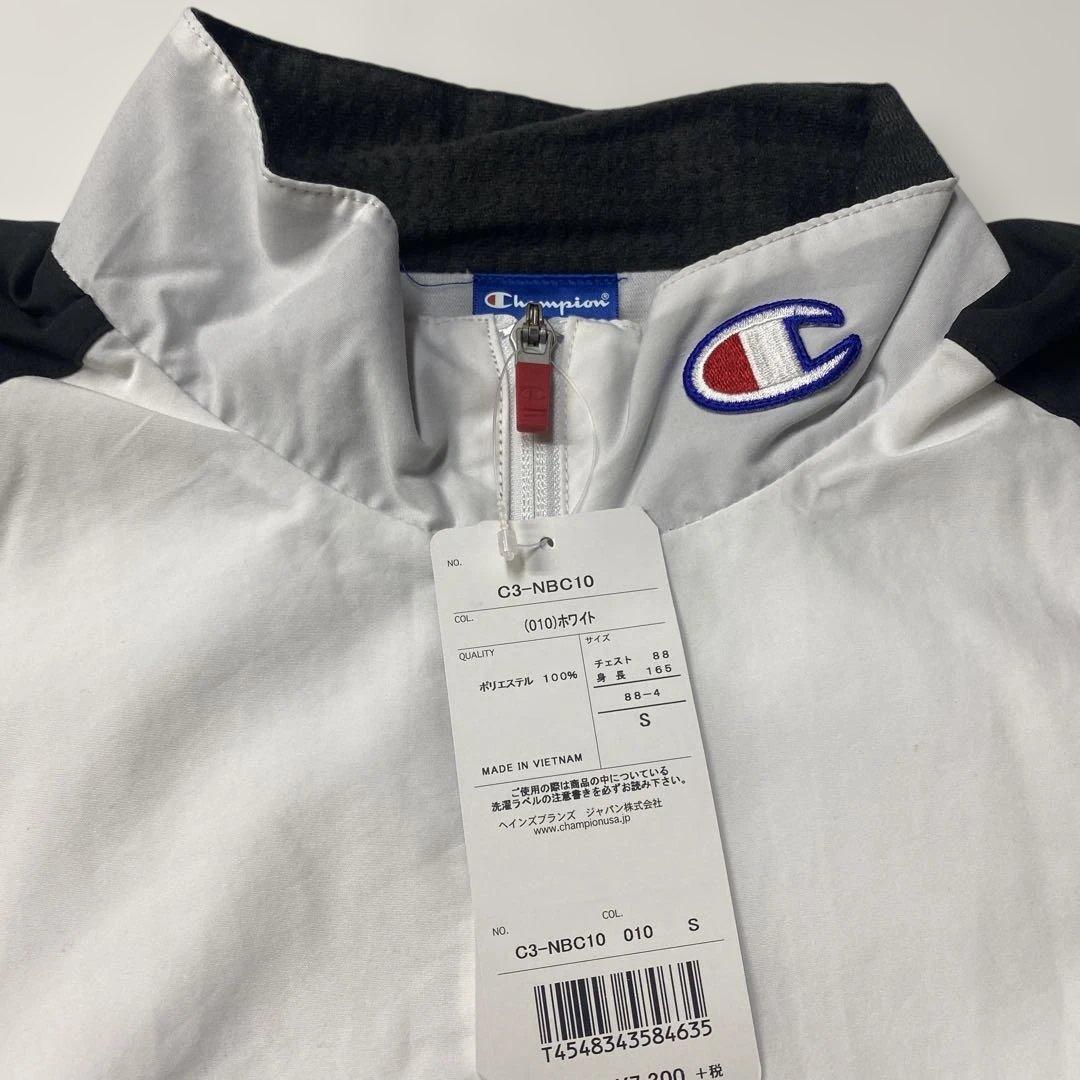 Champion®
NO.
C3-NBC10
COL.
(010)ホワイト
QUALITY
ポリエステル 100%
サイズ
チェスト 88
身長 165
88-4
S
MADE IN VIETNAM
ご使用の際は商品の中についている
洗濯ラベルの注意書きを必ずお読み下さい。
ヘインズブランズ ジャパン株式会社
www.championusa.jp
NO. COL.
C3-NBC10 010 S
T4548343584635
¥7,200 +税